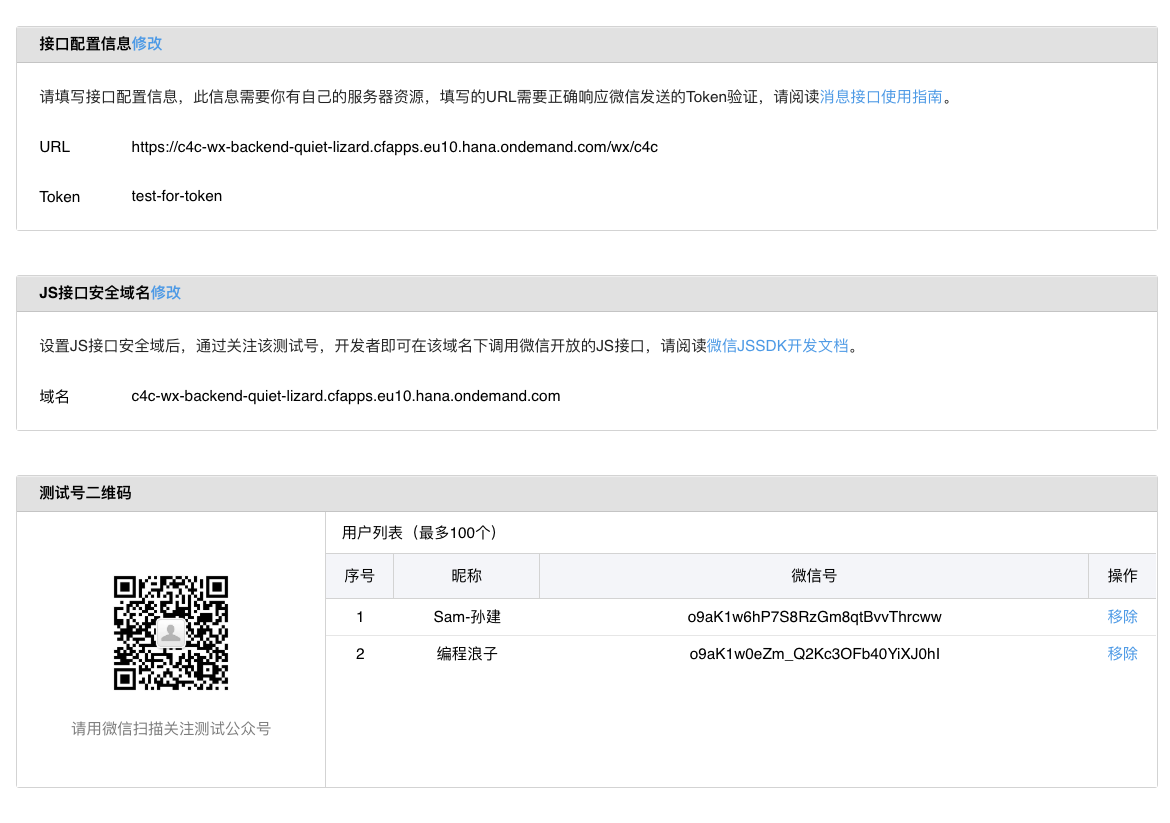 接口配置信息修改
请填写接口配置信息，此信息需要你有自己的服务器资源，填写的URL需要正确响应微信发送的Token验证，请阅读消息接口使用指南。
URL https://c4c-wx-backend-quiet-lizard.cfapps.eu10.hana.ondemand.com/wx/c4c
Token test-for-token
JS接口安全域名修改
设置JS接口安全域后，通过关注该测试号，开发者即可在该域名下调用微信开放的JS接口，请阅读微信JSSDK开发文档。
域名 c4c-wx-backend-quiet-lizard.cfapps.eu10.hana.ondemand.com
测试号二维码
请用微信扫描关注测试公众号
用户列表（最多100个）
序号 昵称 微信号 操作
1 Sam-孙建 o9aK1w6hP7S8RzGm8qtBvvThrcww 移除
2 编程浪子 o9aK1w0eZm_Q2Kc3OFb40YiXJ0hI 移除